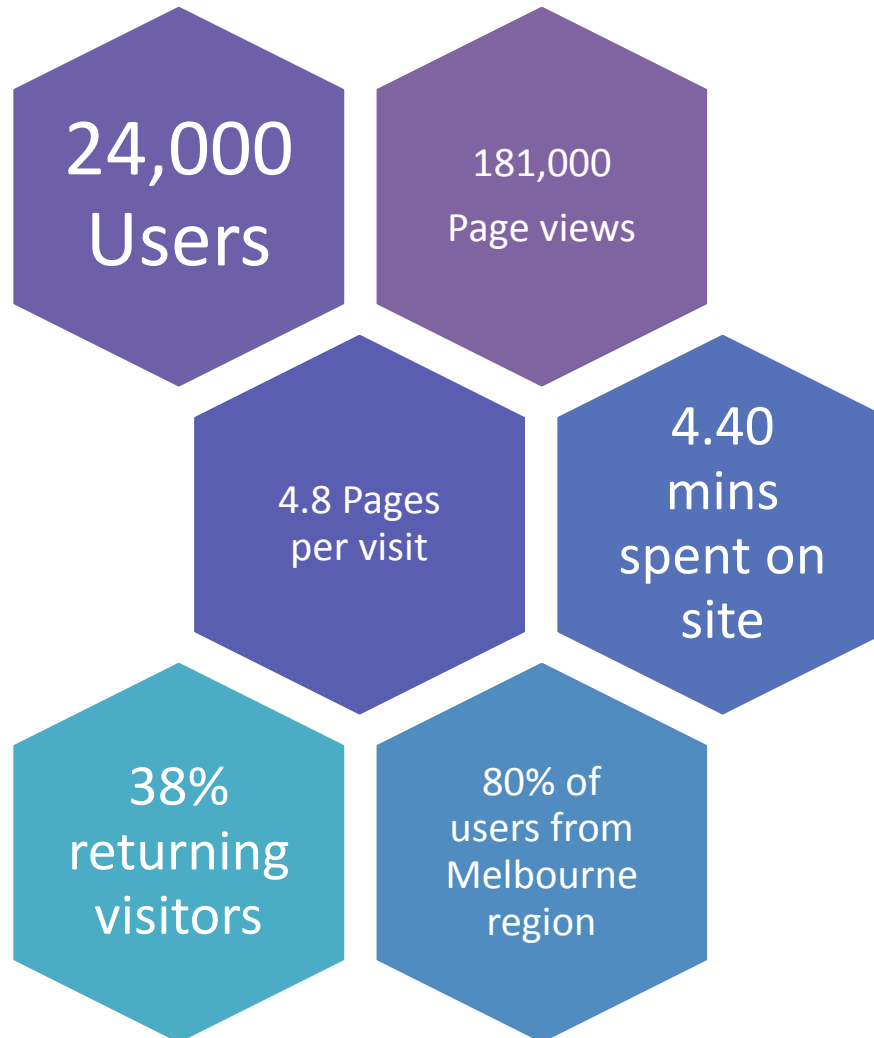 24,000
Users
181,000
Page views
4.8 Pages
per visit
4.40
mins
spent on
site
38%
returning
visitors
80% of
users from
Melbourne
region